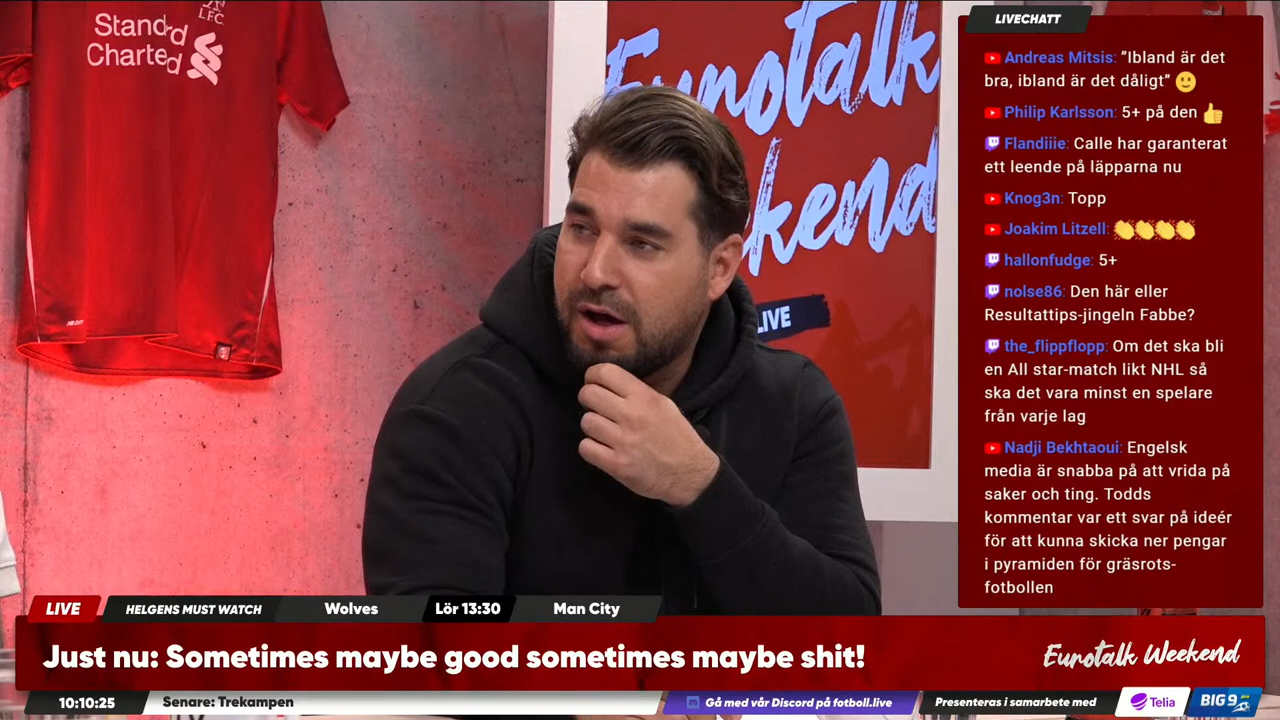 Standard
Chartered
LFC
Eurotalk
kend
LIVE
LIVECHATT
Andreas Mitsis: ”Ibland är det
bra, ibland är det dåligt” 🙂
Philip Karlsson: 5+ på den 👍
Flandiiie: Calle har garanterat
ett leende på läpparna nu
Knog3n: Topp
Joakim Litzell: 👏👏👏👏
hallonfudge: 5+
nolse86: Den här eller
Resultattips-jingeln Fabbe?
the_flippflopp: Om det ska bli
en All star-match likt NHL så
ska det vara minst en spelare
från varje lag
Nadji Bekhtaoui: Engelsk
media är snabba på att vrida på
saker och ting. Todds
kommentar var ett svar på ideér
för att kunna skicka ner pengar
i pyramiden för gräsrots-
fotbollen
LIVE HELGENS MUST WATCH Wolves Lör 13:30 Man City
Just nu: Sometimes maybe good sometimes maybe shit!
Eurotalk Weekend
10:10:25 Senare: Trekampen Gå med vår Discord på fotboll.live Presenteras i samarbete med Telia BIG9